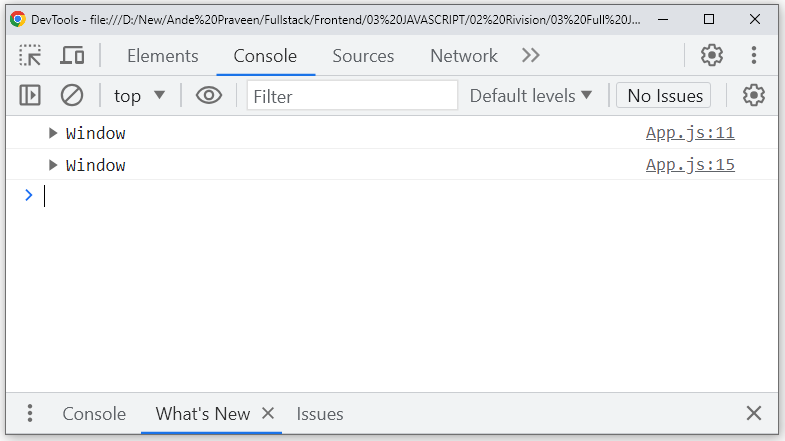 DevTools - file:///D:/New/Ande%20Praveen/Fullstack/Frontend/03%20JAVASCRIPT/02%20Rivision/03%20Full%20J...
Elements Console Sources Network
top Filter Default levels No Issues
Window App.js:11
Window App.js:15
Console What's New Issues